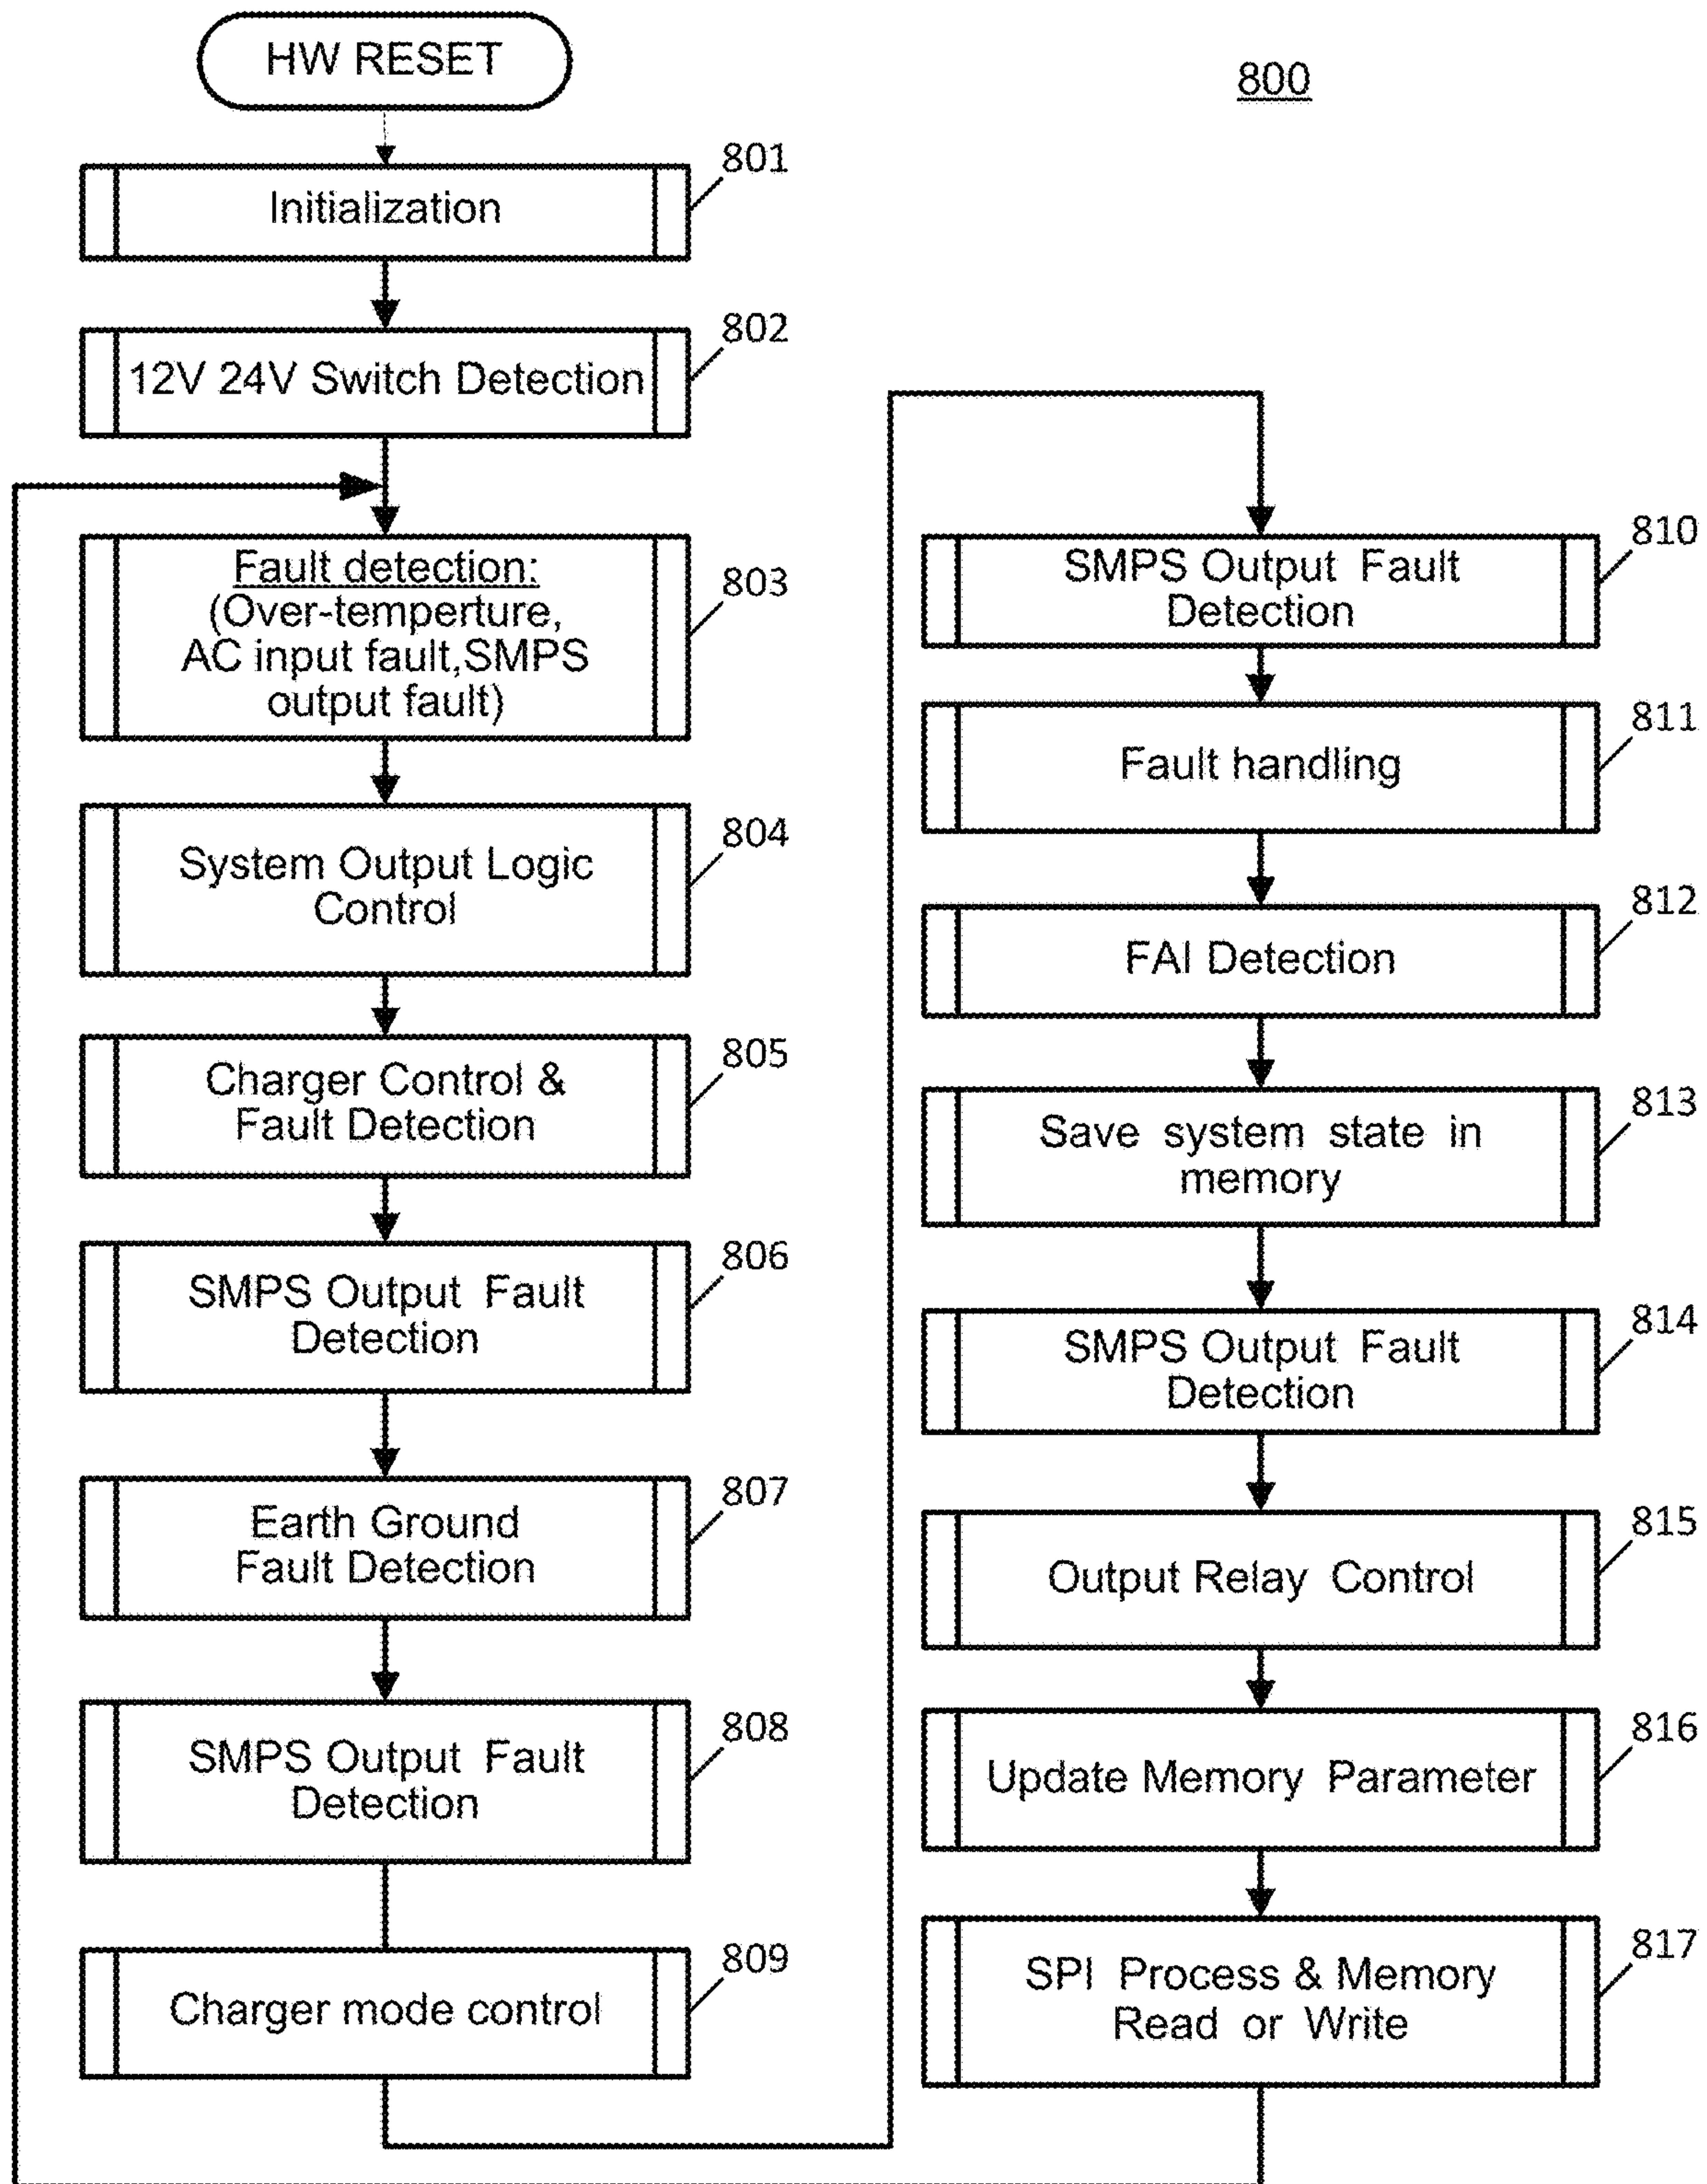 HW RESET
800
801
Initialization
802
12V 24V Switch Detection
803
Fault detection:
(Over-temperture,
AC input fault,SMPS
output fault)
804
System Output Logic
Control
805
Charger Control &
Fault Detection
806
SMPS Output Fault
Detection
807
Earth Ground
Fault Detection
808
SMPS Output Fault
Detection
809
Charger mode control
810
SMPS Output Fault
Detection
811
Fault handling
812
FAI Detection
813
Save system state in
memory
814
SMPS Output Fault
Detection
815
Output Relay Control
816
Update Memory Parameter
817
SPI Process & Memory
Read or Write